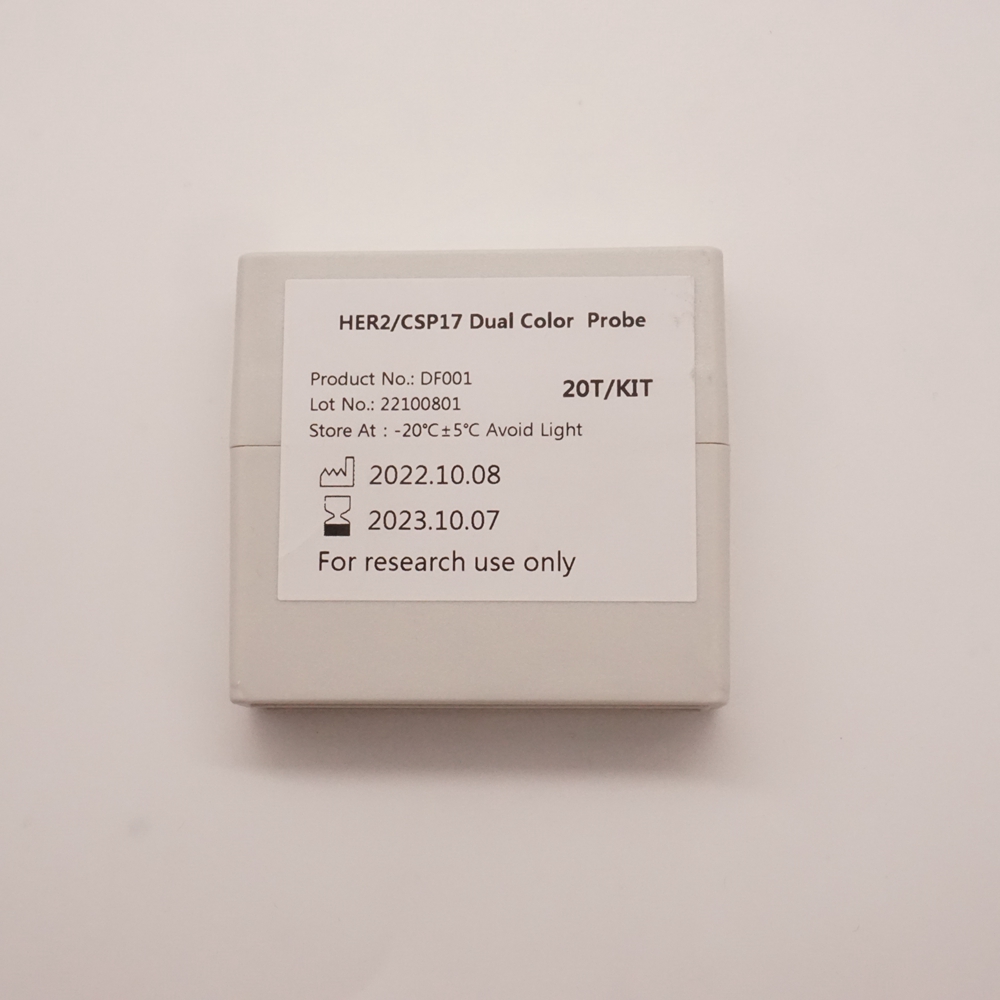 HER2/CSP17 Dual Color Probe
Product No.: DF001
20T/KIT
Lot No.: 22100801
Store At : -20℃±5℃ Avoid Light
2022.10.08
2023.10.07
For research use only